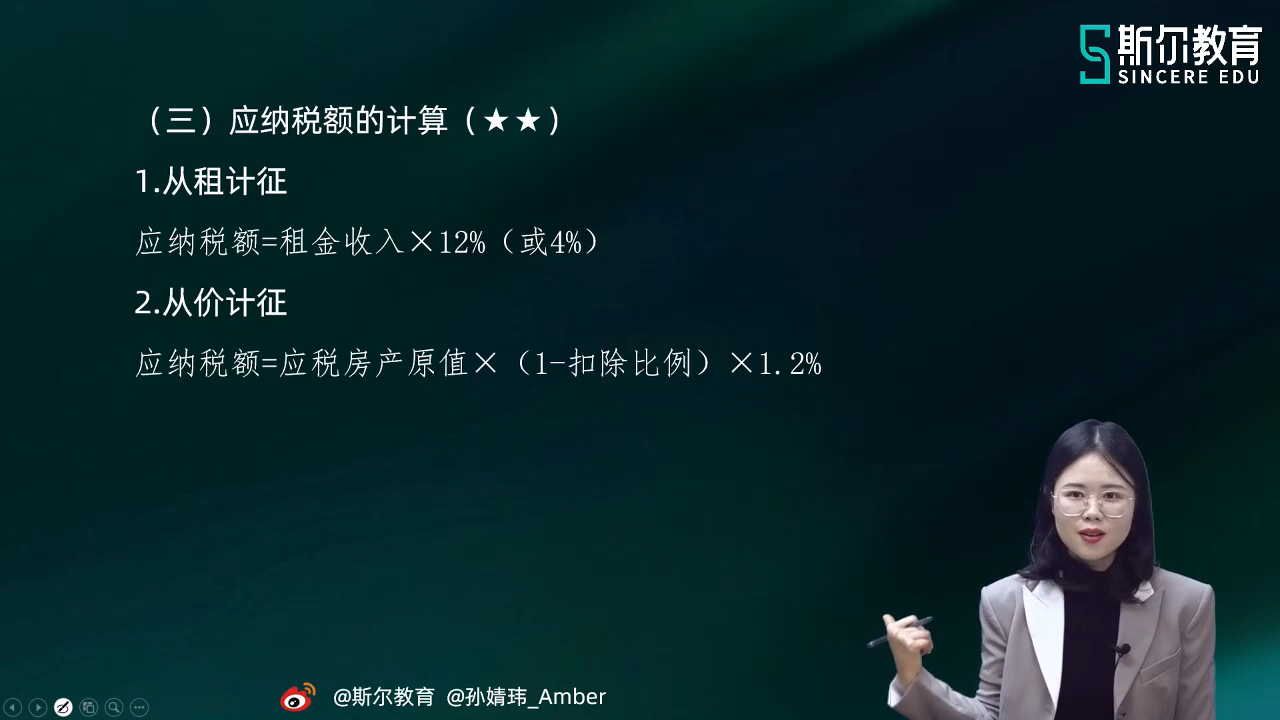 斯尔教育
SINCERE EDU
（三）应纳税额的计算（★★）
1.从租计征
应纳税额=租金收入×12%（或4%）
2.从价计征
应纳税额=应税房产原值×（1-扣除比例）×1.2%
@斯尔教育 @孙婧玮_Amber